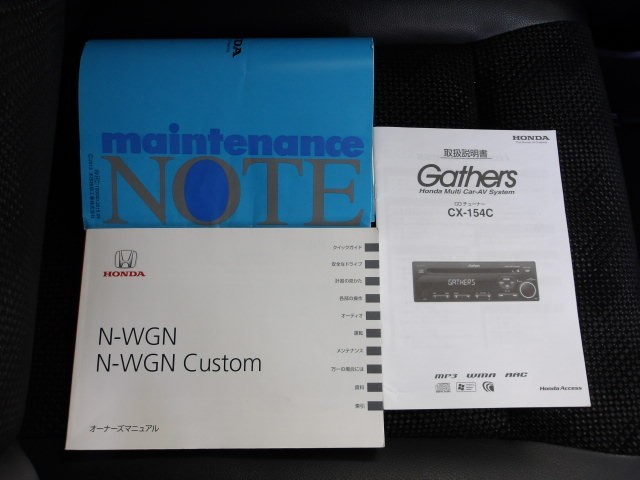 HONDA
maintenance
NOTE
HONDA
取扱説明書
Gathers
Honda Multi Car-AV System
CDチューナー
CX-154C
GATHERS
MP3 WMA AAC
Honda Access
HONDA
N-WGN
N-WGN Custom
オーナーズマニュアル
クイックガイド
安全なドライブ
計器の見かた
各部の操作
オーディオ
運転
メンテナンス
万一の場合には
資料
索引